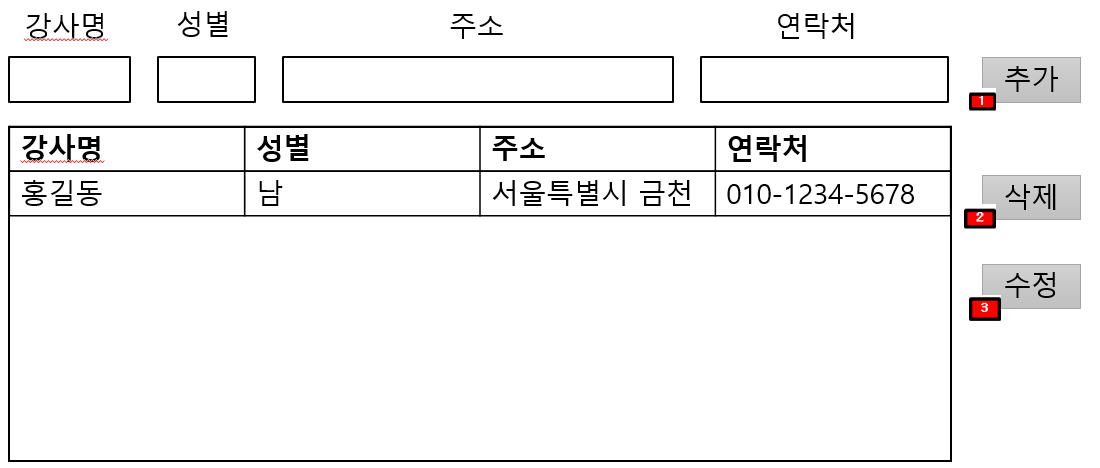 강사명 성별 주소 연락처
추가
1
강사명 성별 주소 연락처
홍길동 남 서울특별시 금천 010-1234-5678
삭제
2
수정
3